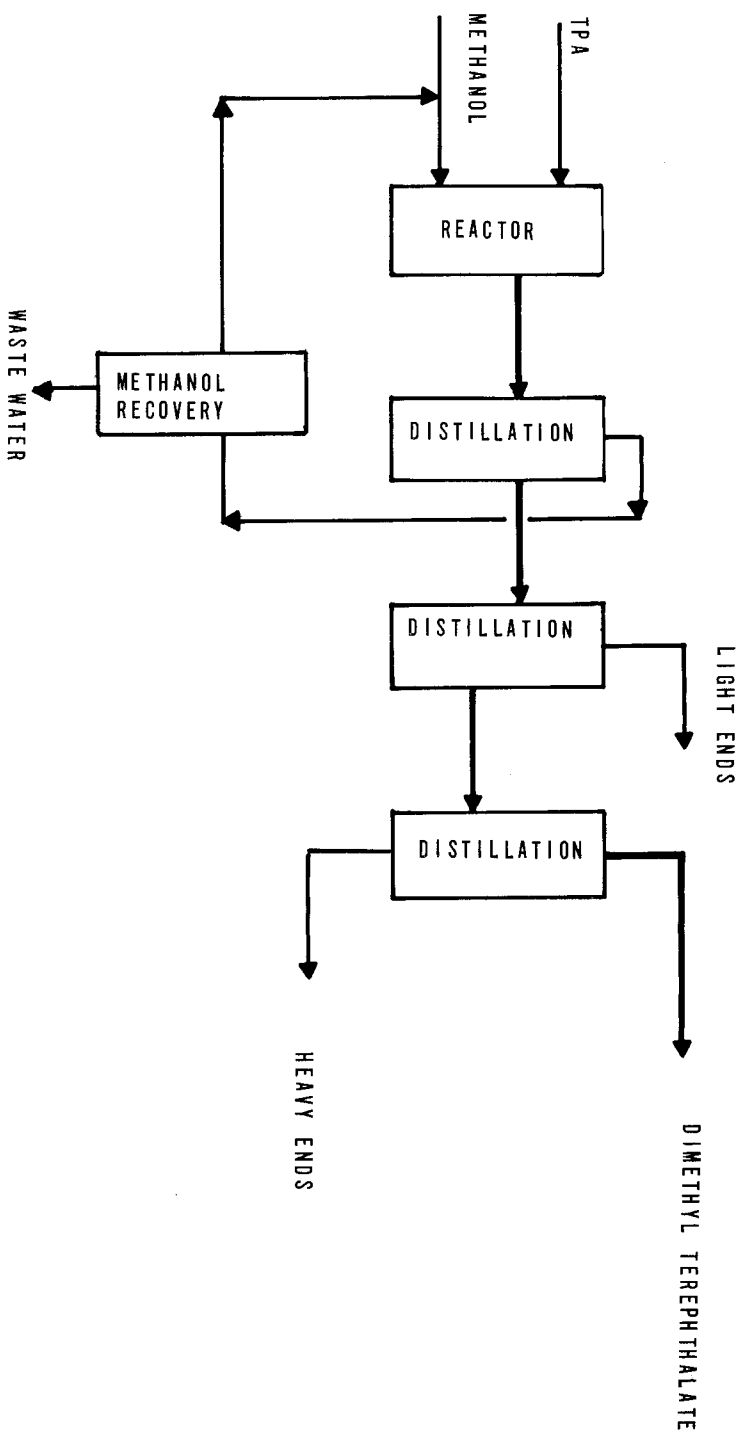 TPA
METHANOL
REACTOR
DISTILLATION
METHANOL
RECOVERY
WASTE WATER
DISTILLATION
LIGHT ENDS
DISTILLATION
HEAVY ENDS
DIMETHYL TEREPHTHALATE